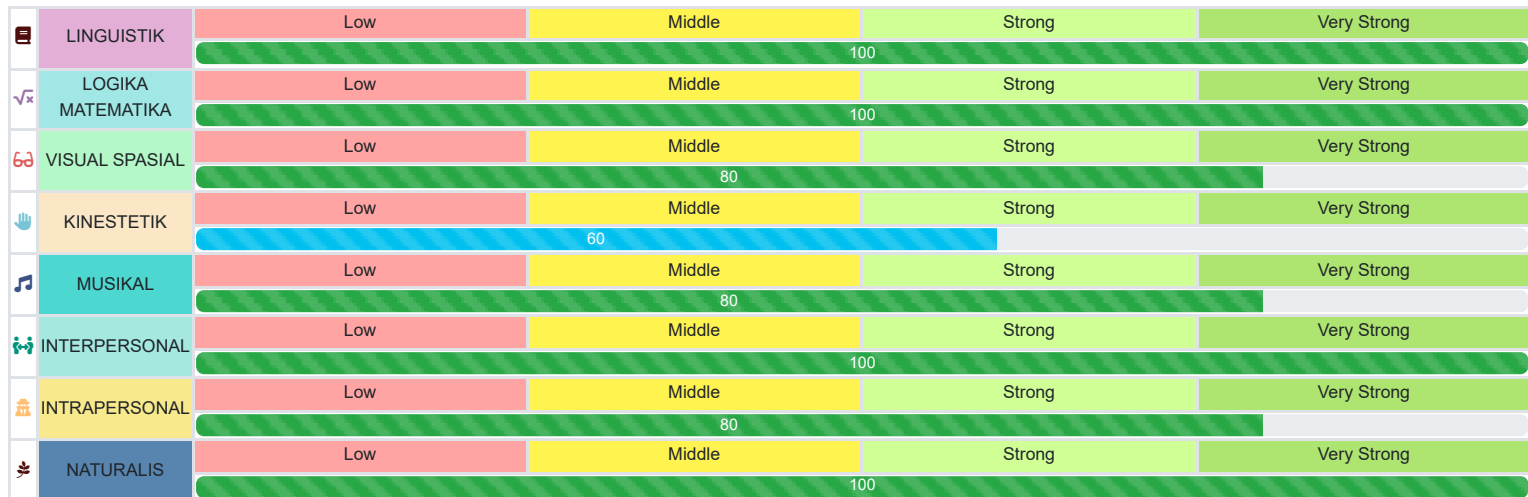 LINGUISTIK
Low Middle Strong Very Strong
100
LOGIKA
MATEMATIKA
Low Middle Strong Very Strong
100
VISUAL SPASIAL
Low Middle Strong Very Strong
80
KINESTETIK
Low Middle Strong Very Strong
60
MUSIKAL
Low Middle Strong Very Strong
80
INTERPERSONAL
Low Middle Strong Very Strong
100
INTRAPERSONAL
Low Middle Strong Very Strong
80
NATURALIS
Low Middle Strong Very Strong
100